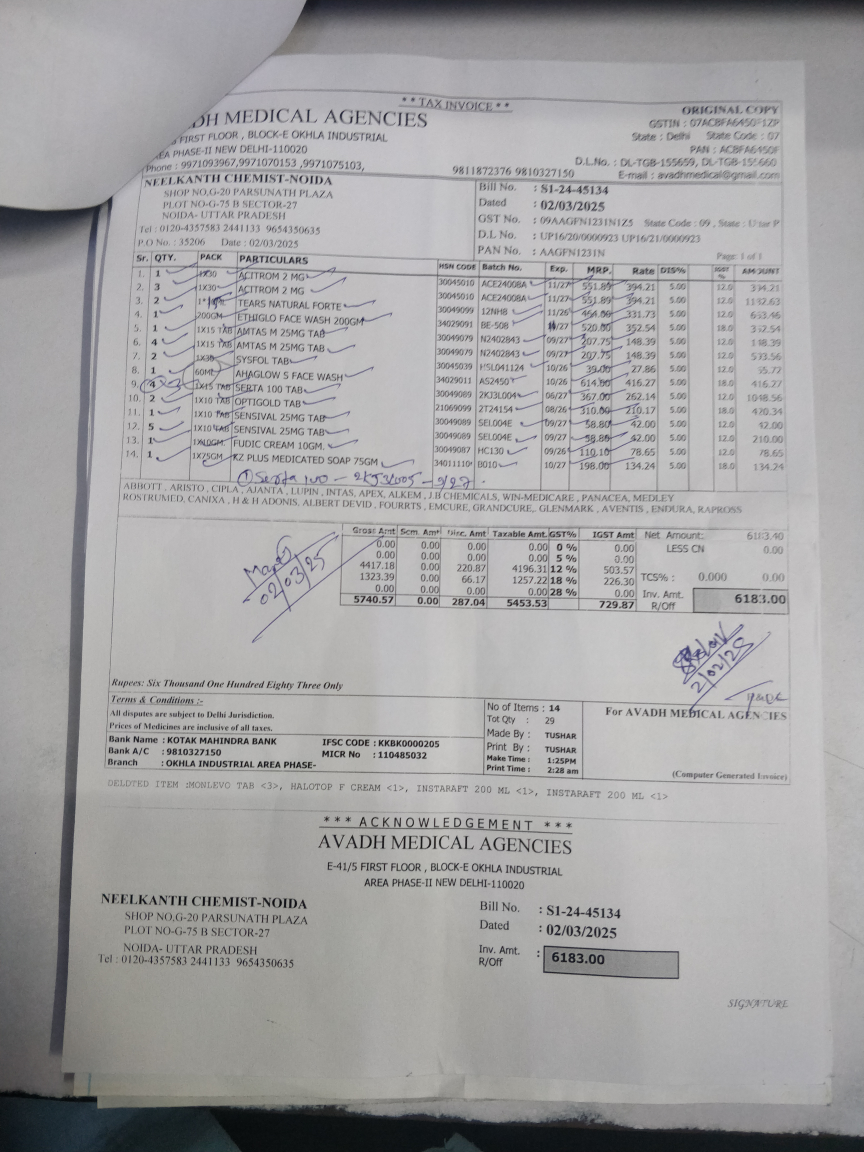 **TAX INVOICE**
ORIGINAL COPY
DH MEDICAL AGENCIES
GSTIN : 07ACBFA6450F1ZP
FIRST FLOOR , BLOCK-E OKHLA INDUSTRIAL
State : Delhi State Code : 07
AREA PHASE-II NEW DELHI-110020
PAN : ACBFA6450F
Phone : 9971093967,9971070153 ,9971075103, 9811872376 9810327150
D.L.No. : DL-TGB-155659, DL-TGB-155660
E-mail : avadhmedical@gmail.com
NEELKANTH CHEMIST-NOIDA
SHOP NO,G-20 PARSUNATH PLAZA
PLOT NO-G-75 B SECTOR-27
NOIDA- UTTAR PRADESH
Tel : 0120-4357583 2441133 9654350635
P.O No. : 35206 Date : 02/03/2025
Bill No. : S1-24-45134
Dated : 02/03/2025
GST No. : 09AAGFN1231N1Z5 State Code : 09 , State : Uttar P
D.L No. : UP16/20/0000923 UP16/21/0000923
PAN No. : AAGFN1231N
Page: 1 of 1
Sr. QTY. PACK PARTICULARS HSN CODE Batch No. Exp. MRP. Rate DIS% IGST % AMOUNT
1. 1 1X30 ACITROM 2 MG 30045010 ACE24008A 11/27 551.89 394.21 5.00 12.0 394.21
2. 3 1X30 ACITROM 2 MG 30045010 ACE24008A 11/27 551.89 394.21 5.00 12.0 1182.63
3. 2 TEARS NATURAL FORTE 30049099 12NH8 11/26 464.00 331.73 5.00 12.0 663.46
4. 1 200GM ETHIGLO FACE WASH 200GM 34029091 BE-508 /27 520.00 352.54 5.00 18.0 352.54
5. 1 1X15 TAB AMTAS M 25MG TAB 30049079 N2402843 09/27 207.75 148.39 5.00 12.0 148.39
6. 4 1X15 TAB AMTAS M 25MG TAB 30049079 N2402843 09/27 207.75 148.39 5.00 12.0 593.56
7. 2 1X30 SYSFOL TAB 30045039 HSL041124 10/26 39.00 27.86 5.00 12.0 55.72
8. 1 60ML AHAGLOW S FACE WASH 34029011 AS2450 10/26 614.00 416.27 5.00 18.0 416.27
9. 4 1X15 TAB SERTA 100 TAB 30049089 2KJ3L004 06/27 367.00 262.14 5.00 12.0 1048.56
10. 2 1X10 TAB OPTIGOLD TAB 21069099 2T24154 08/26 310.00 210.17 5.00 18.0 420.34
11. 1 1X10 TAB SENSIVAL 25MG TAB 30049089 SEL004E 09/27 58.80 42.00 5.00 12.0 42.00
12. 5 1X10 TAB SENSIVAL 25MG TAB 30049089 SEL004E 09/27 58.80 42.00 5.00 12.0 210.00
13. 1 1X10GM FUDIC CREAM 10GM. 30049087 HC130 09/26 110.10 78.65 5.00 12.0 78.65
14. 1 1X75GM KZ PLUS MEDICATED SOAP 75GM 34011110 B010 10/27 198.00 134.24 5.00 18.0 134.24
① Serta 100 9/27
ABBOTT , ARISTO , CIPLA , AJANTA , LUPIN , INTAS, APEX, ALKEM , J.B CHEMICALS, WIN-MEDICARE , PANACEA, MEDLEY
ROSTRUMED, CANIXA , H & H ADONIS, ALBERT DEVID , FOURRTS , EMCURE, GRANDCURE,, GLENMARK , AVENTIS , ENDURA, RAPROSS
Gross Amt Scm. Amt Disc. Amt Taxable Amt. GST% IGST Amt
0.00 0.00 0.00 0.00 0 % 0.00
0.00 0.00 0.00 0.00 5 % 0.00
4417.18 0.00 220.87 4196.31 12 % 503.57
1323.39 0.00 66.17 1257.22 18 % 226.30
0.00 0.00 0.00 0.00 28 % 0.00
5740.57 0.00 287.04 5453.53 729.87
Net Amount: 6183.40
LESS CN 0.00
TCS% : 0.000 0.00
Inv. Amt. R/Off 6183.00
02/03/25
2/02/25
Rupees: Six Thousand One Hundred Eighty Three Only
Terms & Conditions :-
All disputes are subject to Delhi Jurisdiction.
Prices of Medicines are inclusive of all taxes.
Bank Name : KOTAK MAHINDRA BANK IFSC CODE : KKBK0000205
Bank A/C : 9810327150 MICR No : 110485032
Branch : OKHLA INDUSTRIAL AREA PHASE-
No of Items : 14
Tot Qty : 29
Made By : TUSHAR
Print By : TUSHAR
Make Time : 1:25PM
Print Time : 2:28 am
For AVADH MEDICAL AGENCIES
(Computer Generated Invoice)
DELDTED ITEM :MONLEVO TAB <3>, HALOTOP F CREAM <1>, INSTARAFT 200 ML <1>, INSTARAFT 200 ML <1>
*** ACKNOWLEDGEMENT ***
AVADH MEDICAL AGENCIES
E-41/5 FIRST FLOOR , BLOCK-E OKHLA INDUSTRIAL
AREA PHASE-II NEW DELHI-110020
NEELKANTH CHEMIST-NOIDA
SHOP NO,G-20 PARSUNATH PLAZA
PLOT NO-G-75 B SECTOR-27
NOIDA- UTTAR PRADESH
Tel : 0120-4357583 2441133 9654350635
Bill No. : S1-24-45134
Dated : 02/03/2025
Inv. Amt. R/Off : 6183.00
SIGNATURE